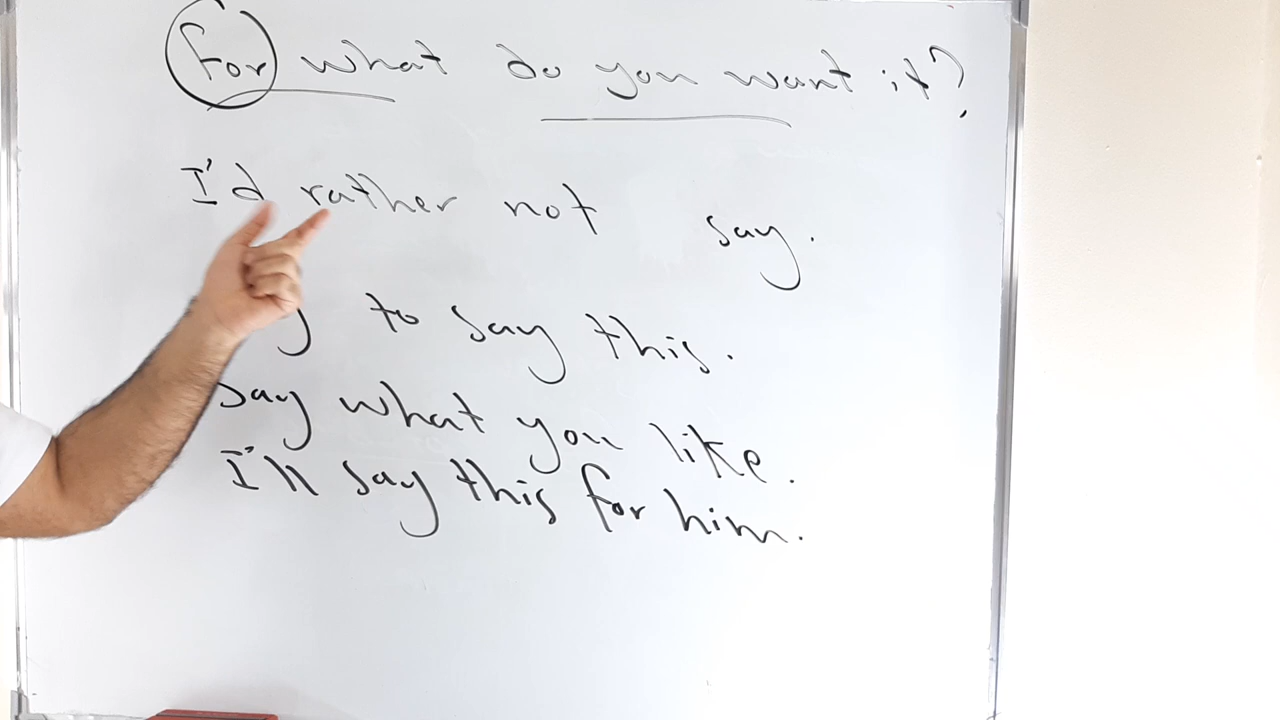 for what do you want it?
I'd rather not say.
to say this.
say what you like.
I'll say this for him.